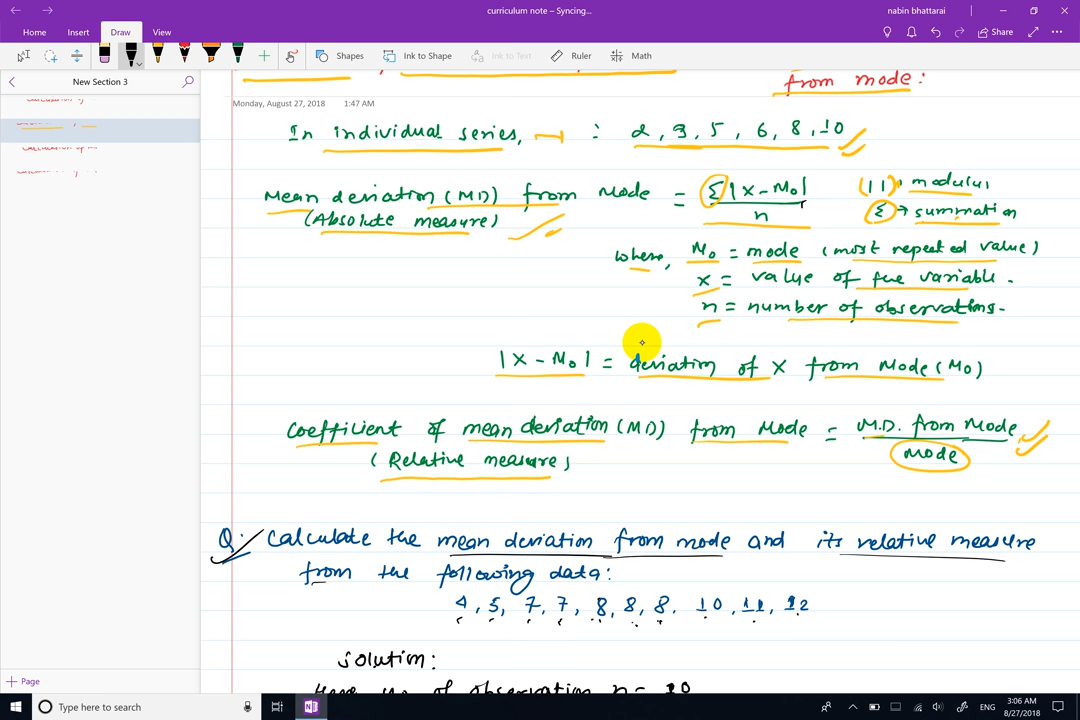 curriculum note - Syncing...
nabin bhattarai
Home Insert Draw View
Share
Shapes Ink to Shape Ink to Text Ruler Math
New Section 3
from mode:
Monday, August 27, 2018 1:47 AM
In individual series, : 2, 3, 5, 6, 8, 10
Mean deviation (MD) from Mode = Σ|X-Mo| / n
(Absolute measure)
(||) → modulus
Σ → summation
where, Mo = mode (most repeated value)
x = value of the variable.
n = number of observations.
|X - Mo| = deviation of X from Mode (Mo)
Coefficient of mean deviation (MD) from Mode = M.D. from Mode / Mode
(Relative measure)
Q: Calculate the mean deviation from mode and its relative measure
from the following data:
4, 5, 7, 7, 8, 8, 8, 10, 11, 12
Solution:
Here no of observation n = 10
Page
Type here to search
ENG
3:06 AM
8/27/2018